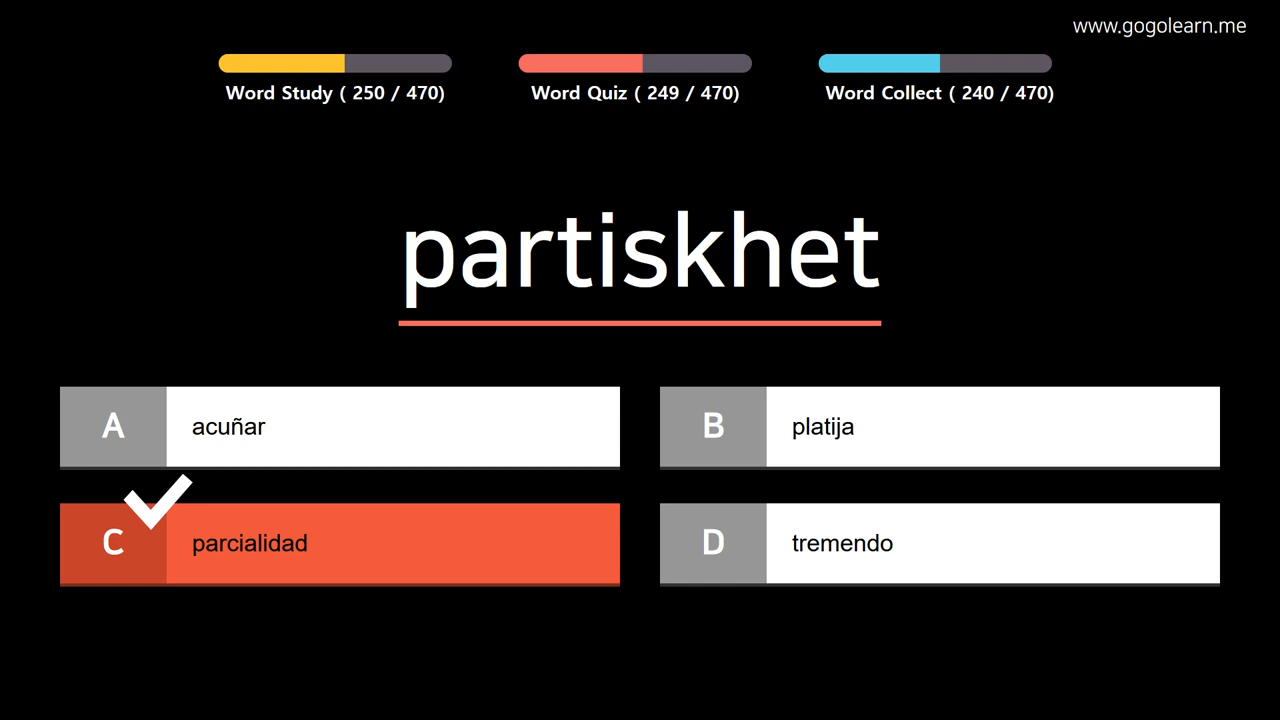 www.gogolearn.me
Word Study ( 250 / 470)
Word Quiz ( 249 / 470)
Word Collect ( 240 / 470)
partiskhet
A acuñar
B platija
C parcialidad
D tremendo